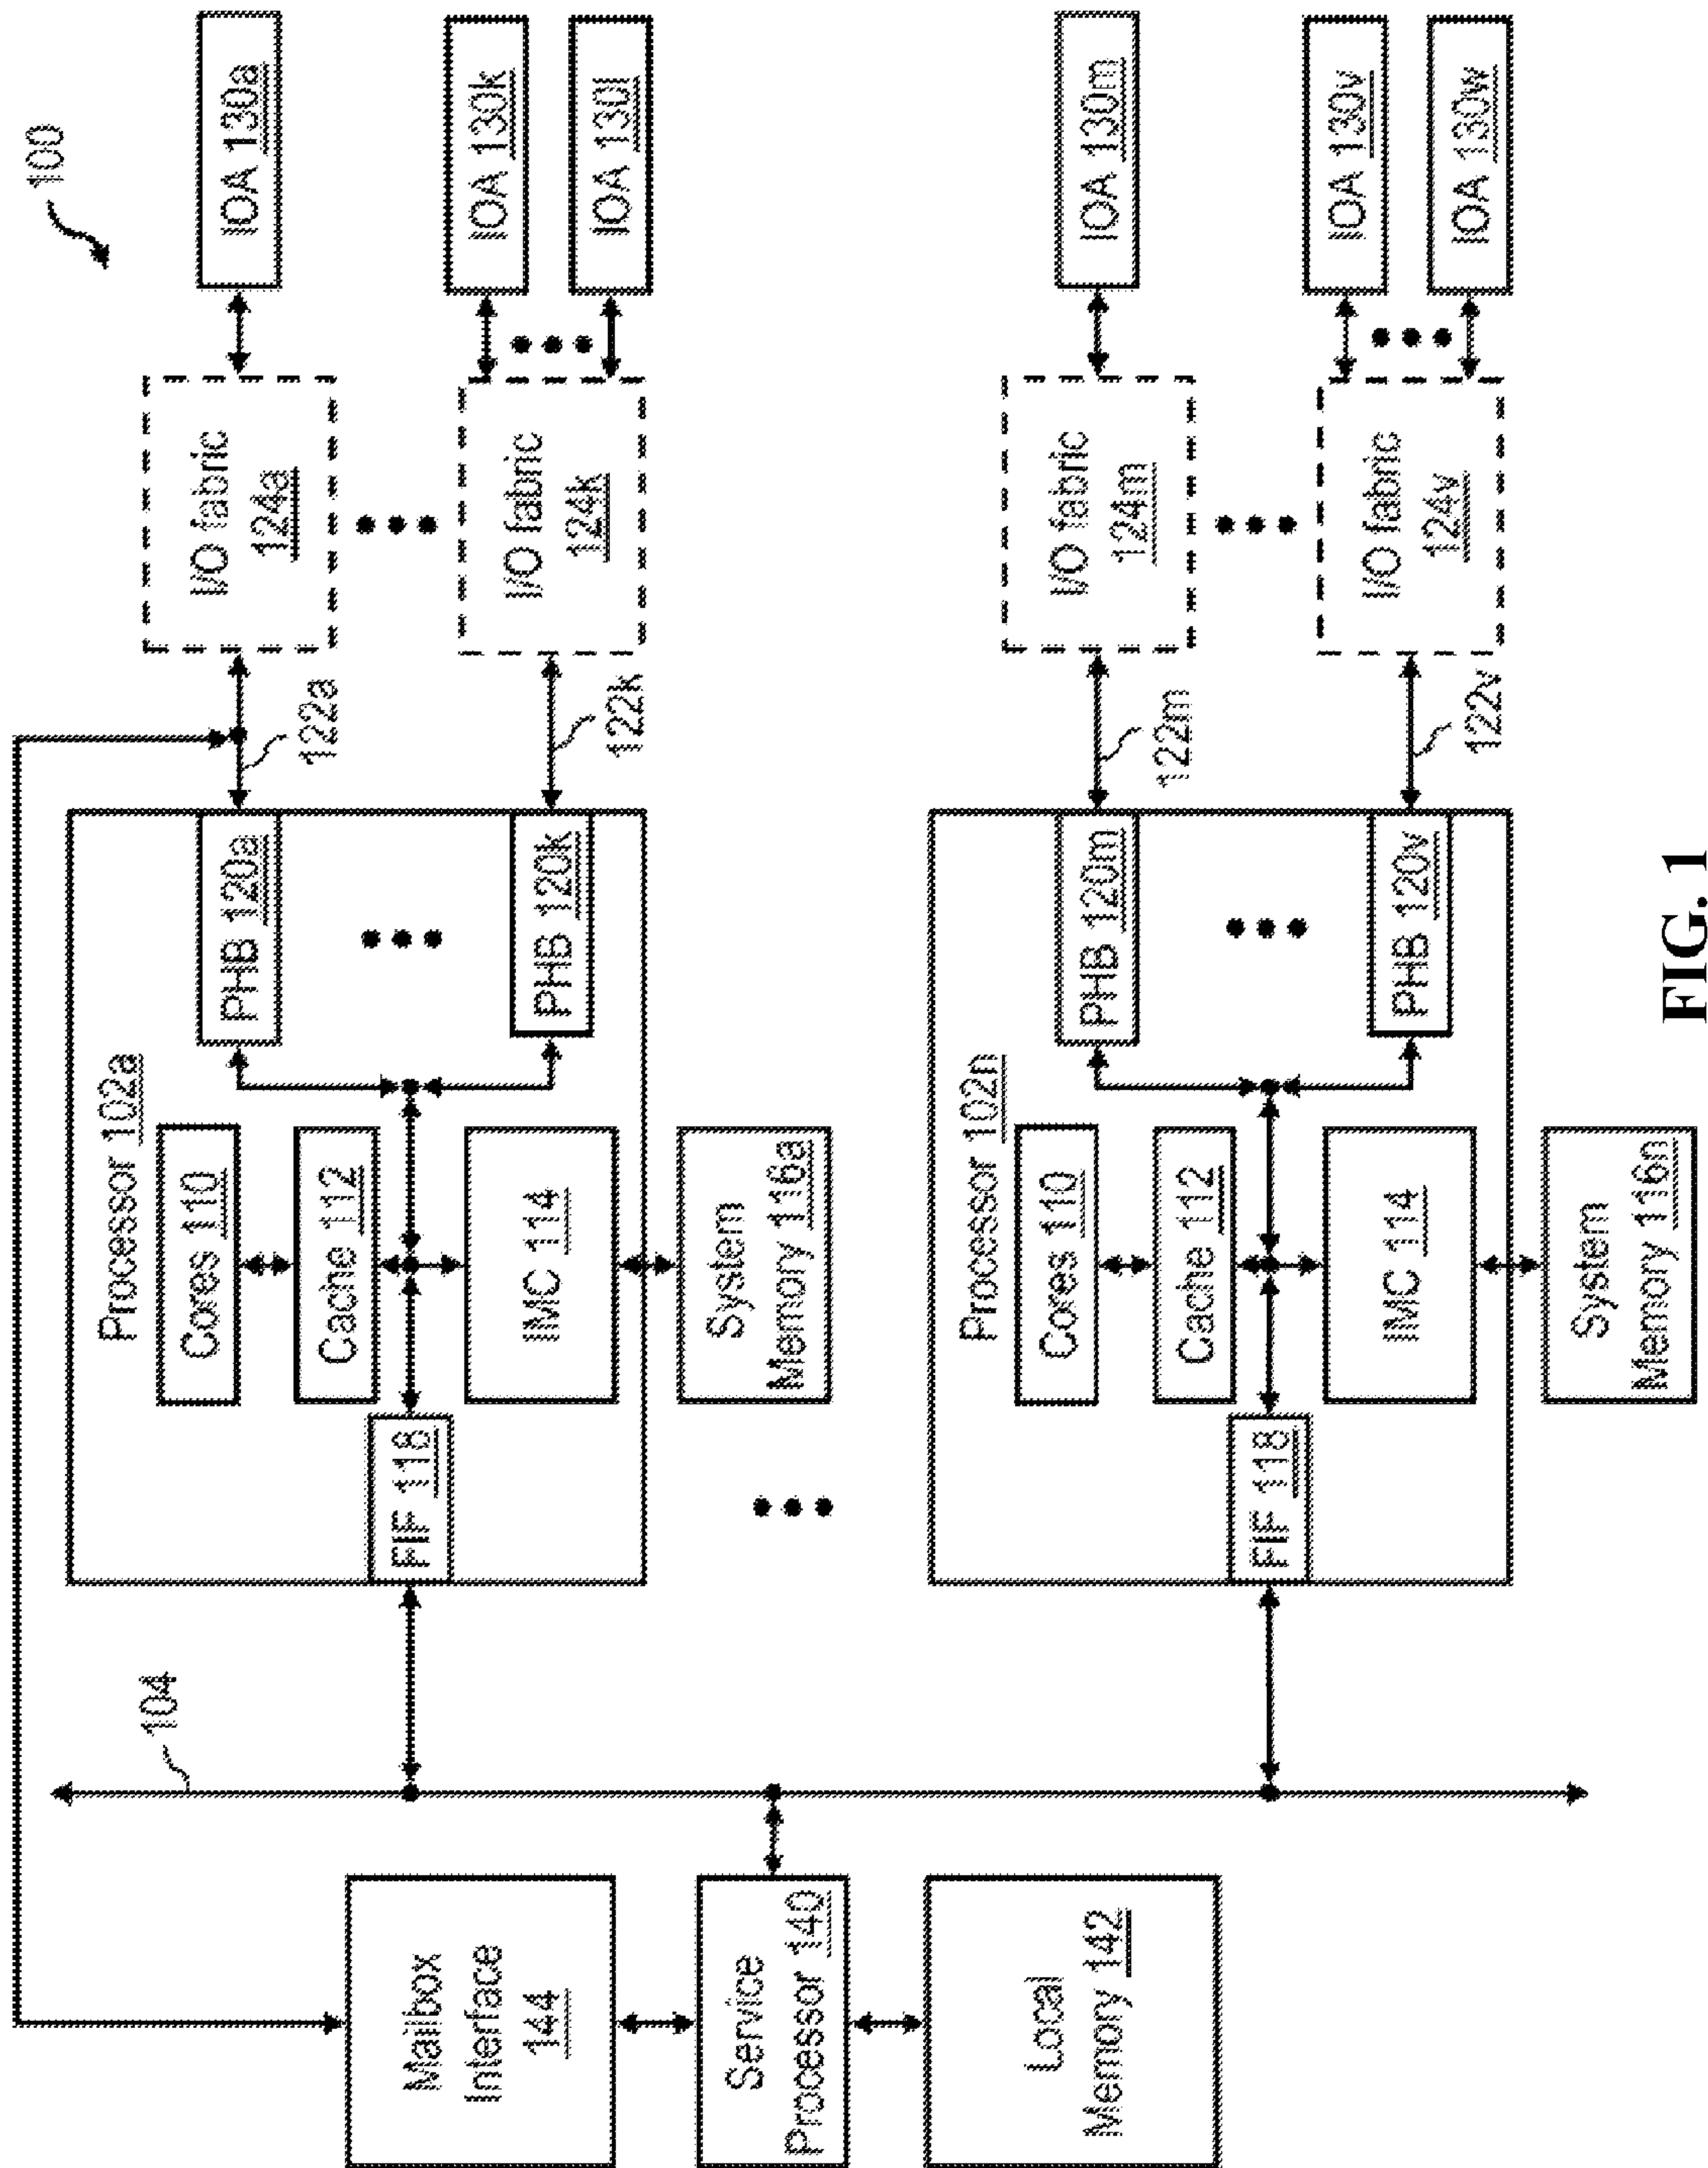 100
104
Mailbox
Interface
144
Service
Processor 140
Local
Memory 142
Processor 102a
Cores 110
Cache 112
FIF 118
IMC 114
System
Memory 116a
PHB 120a
PHB 120k
122a
122k
I/O fabric
124a
I/O fabric
124k
IOA 130a
IOA 130k
IOA 130l
Processor 102n
Cores 110
Cache 112
FIF 118
IMC 114
System
Memory 116n
PHB 120m
PHB 120v
122m
122v
I/O fabric
124m
I/O fabric
124v
IOA 130m
IOA 130v
IOA 130w
FIG. 1